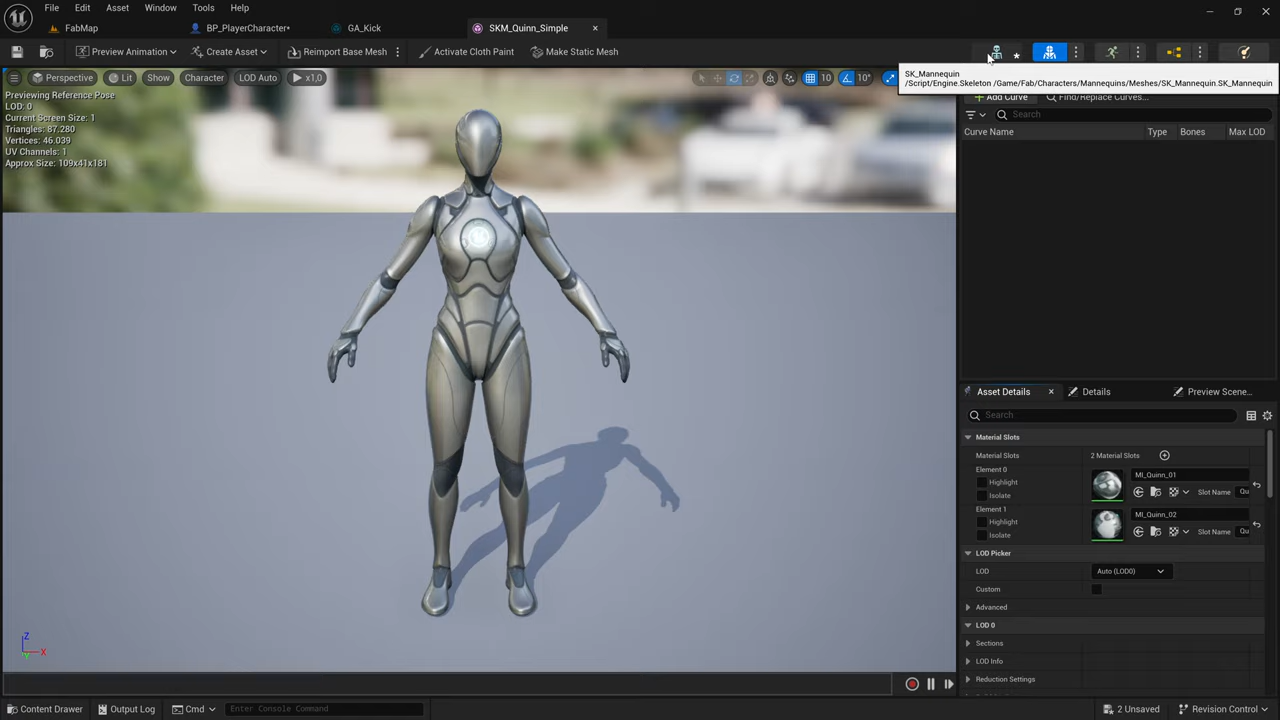 File Edit Asset Window Tools Help
FabMap BP_PlayerCharacter* GA_Kick SKM_Quinn_Simple
Preview Animation Create Asset Reimport Base Mesh Activate Cloth Paint Make Static Mesh
SK_Mannequin
/Script/Engine.Skeleton /Game/Fab/Characters/Mannequins/Meshes/SK_Mannequin.SK_Mannequin
Perspective Lit Show Character LOD Auto x1,0 10 10°
Previewing Reference Pose
LOD: 0
Current Screen Size: 1
Triangles: 87.280
Vertices: 46.039
UV Channels: 1
Approx Size: 109x41x181
Add Curve Find/Replace Curves...
Search
Curve Name Type Bones Max LOD
Asset Details Details Preview Scene...
Search
Material Slots
Material Slots 2 Material Slots
Element 0 MI_Quinn_01
Highlight
Isolate Slot Name Qu
Element 1 MI_Quinn_02
Highlight
Isolate Slot Name Qu
LOD Picker
LOD Auto (LOD0)
Custom
Advanced
LOD 0
Sections
LOD Info
Reduction Settings
Z
X
Content Drawer Output Log Cmd Enter Console Command 2 Unsaved Revision Control